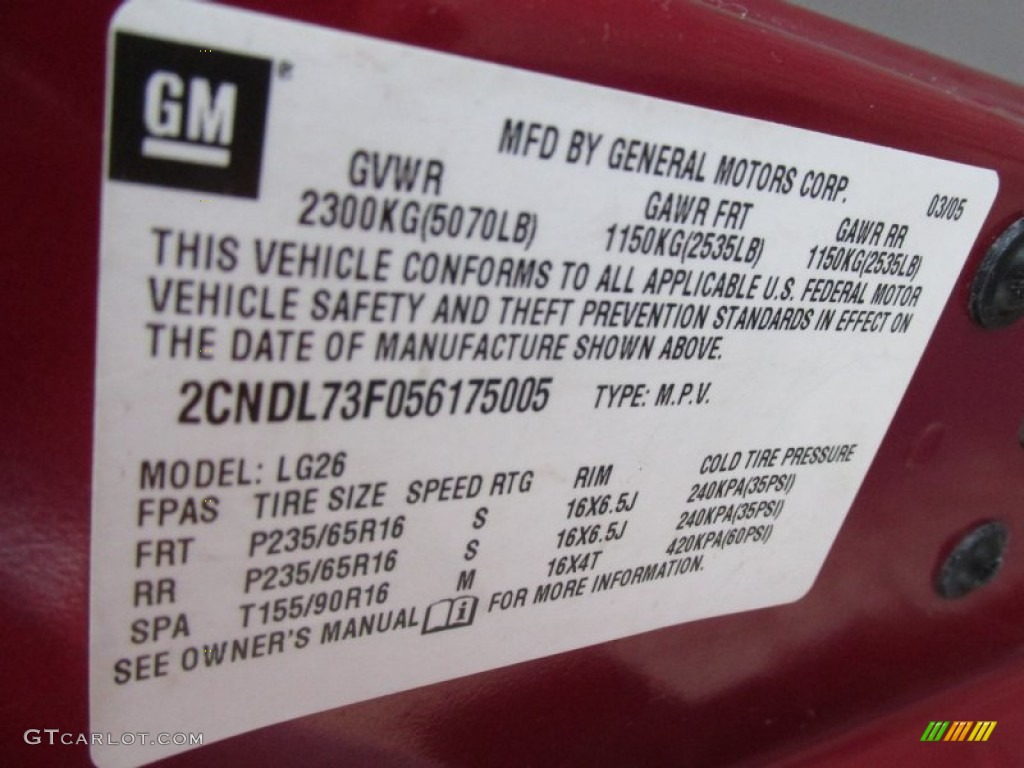 GM®
MFD BY GENERAL MOTORS CORP.
03/05
GVWR
GAWR FRT
GAWR RR
2300KG(5070LB)
1150KG(2535LB)
1150KG(2535LB)
THIS VEHICLE CONFORMS TO ALL APPLICABLE U.S. FEDERAL MOTOR
VEHICLE SAFETY AND THEFT PREVENTION STANDARDS IN EFFECT ON
THE DATE OF MANUFACTURE SHOWN ABOVE.
2CNDL73F056175005 TYPE: M.P.V.
MODEL: LG26
FPAS TIRE SIZE SPEED RTG RIM COLD TIRE PRESSURE
FRT P235/65R16 S 16X6.5J 240KPA(35PSI)
RR P235/65R16 S 16X6.5J 240KPA(35PSI)
SPA T155/90R16 M 16X4T 420KPA(60PSI)
SEE OWNER'S MANUAL i FOR MORE INFORMATION.
GTcarlot.com